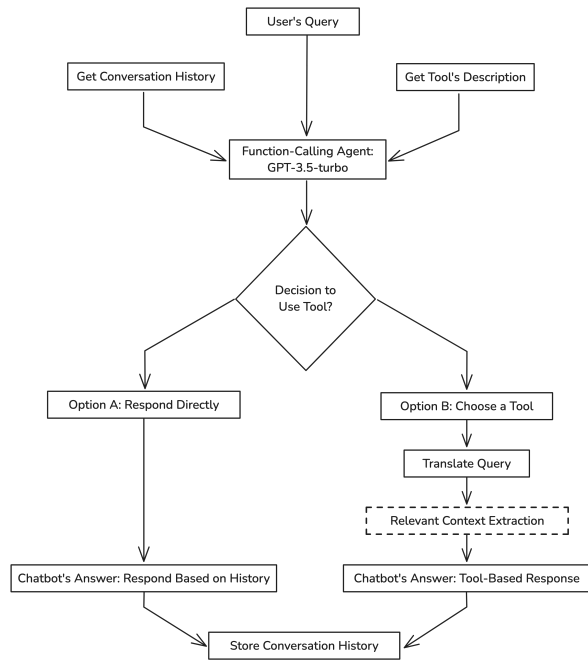 User's Query
Get Conversation History
Get Tool's Description
Function-Calling Agent:
GPT-3.5-turbo
Decision to
Use Tool?
Option A: Respond Directly
Option B: Choose a Tool
Translate Query
Relevant Context Extraction
Chatbot's Answer: Respond Based on History
Chatbot's Answer: Tool-Based Response
Store Conversation History